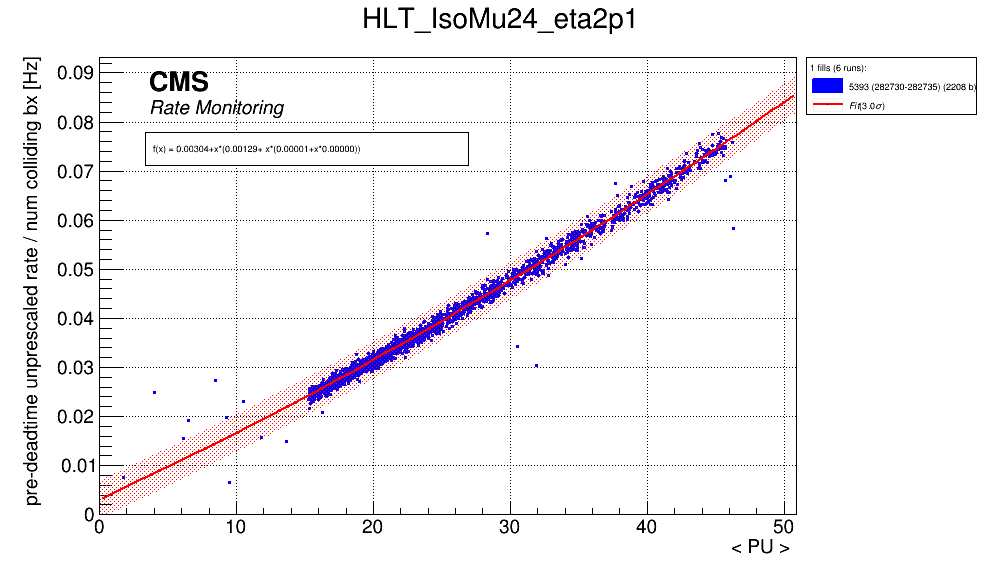 HLT_IsoMu24_eta2p1
pre-deadtime unprescaled rate / num colliding bx [Hz]
0.09
0.08
0.07
0.06
0.05
0.04
0.03
0.02
0.01
0
CMS
Rate Monitoring
f(x) = 0.00304+x*(0.00129+ x*(0.00001+x*0.00000))
0 10 20 30 40 50
< PU >
1 fills (6 runs):
5393 (282730-282735) (2208 b)
Fit(3.0σ)